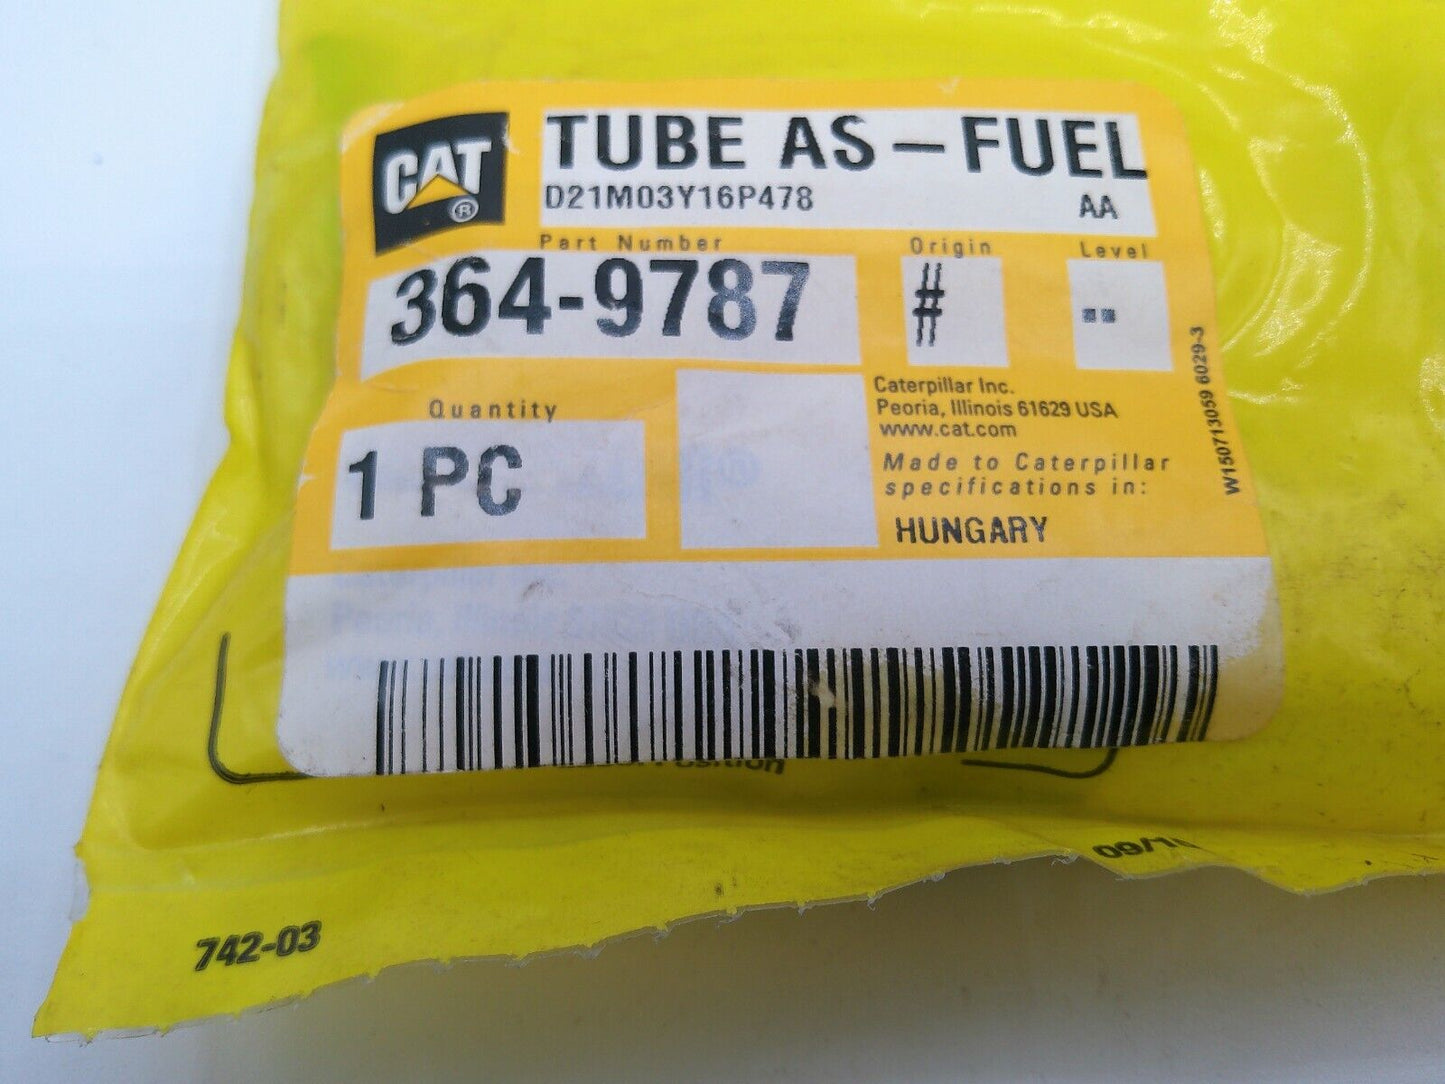 CAT
®
TUBE AS-FUEL
D21M03Y16P478 AA
Part Number Origin Level
364-9787 # --
Quantity
1 PC
Caterpillar Inc.
Peoria, Illinois 61629 USA
www.cat.com
Made to Caterpillar
specifications in:
HUNGARY
W150713059 6029-3
742-03